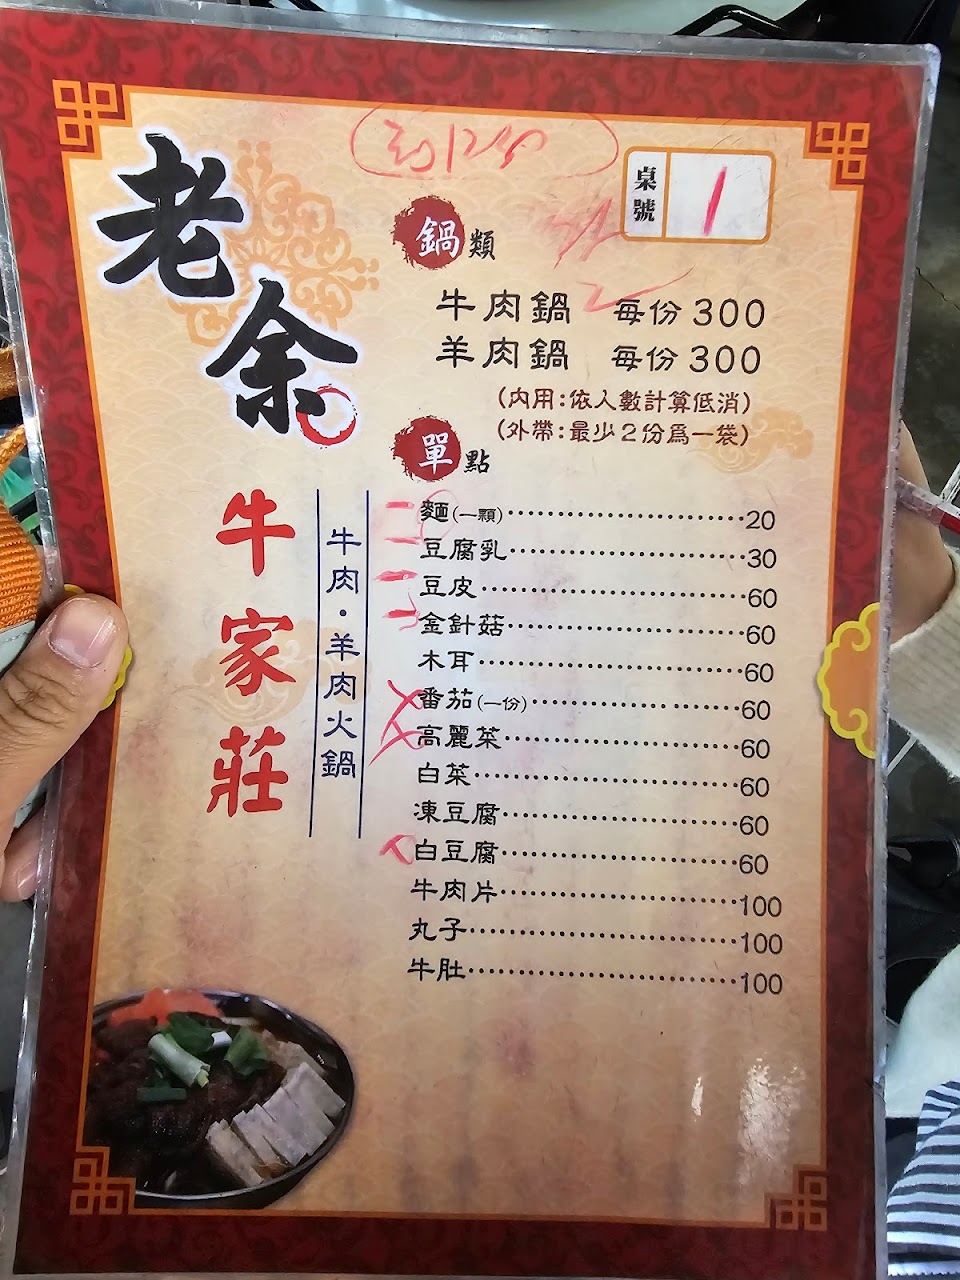 老余
牛家莊
牛肉·羊肉火鍋
桌號 1
鍋類
牛肉鍋 每份300
羊肉鍋 每份300
(內用:依人數計算低消)
(外帶:最少2份為一袋)
單點
麵(一顆) 20
豆腐乳 30
豆皮 60
金針菇 60
木耳 60
番茄(一份) 60
高麗菜 60
白菜 60
凍豆腐 60
白豆腐 60
牛肉片 100
丸子 100
牛肚 100